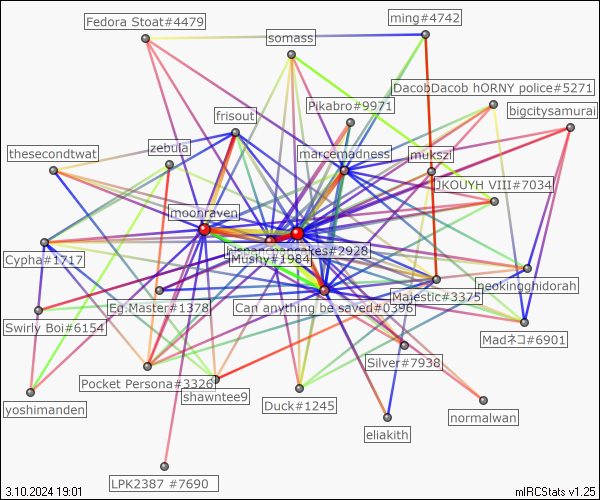 Fedora Stoat#4479
ming#4742
somass
DacobDacob hORNY police#5271
Pikabro#9971
bigcitysamurai
frisout
zebula
thesecondtwat
marcemadness
mukszi
JKOUYH VIII#7034
moonraven
Cypha#1717
Mushy#1984
neokingghidorah
Majestic#3375
Eg.Master#1378
Can anything be saved#0396
Swirly Boi#6154
Madネコ#6901
Silver#7938
Pocket Persona#3326
shawntee9
Duck#1245
yoshimanden
normalwan
eliakith
LPK2387 #7690
3.10.2024 19:01
mIRCStats v1.25